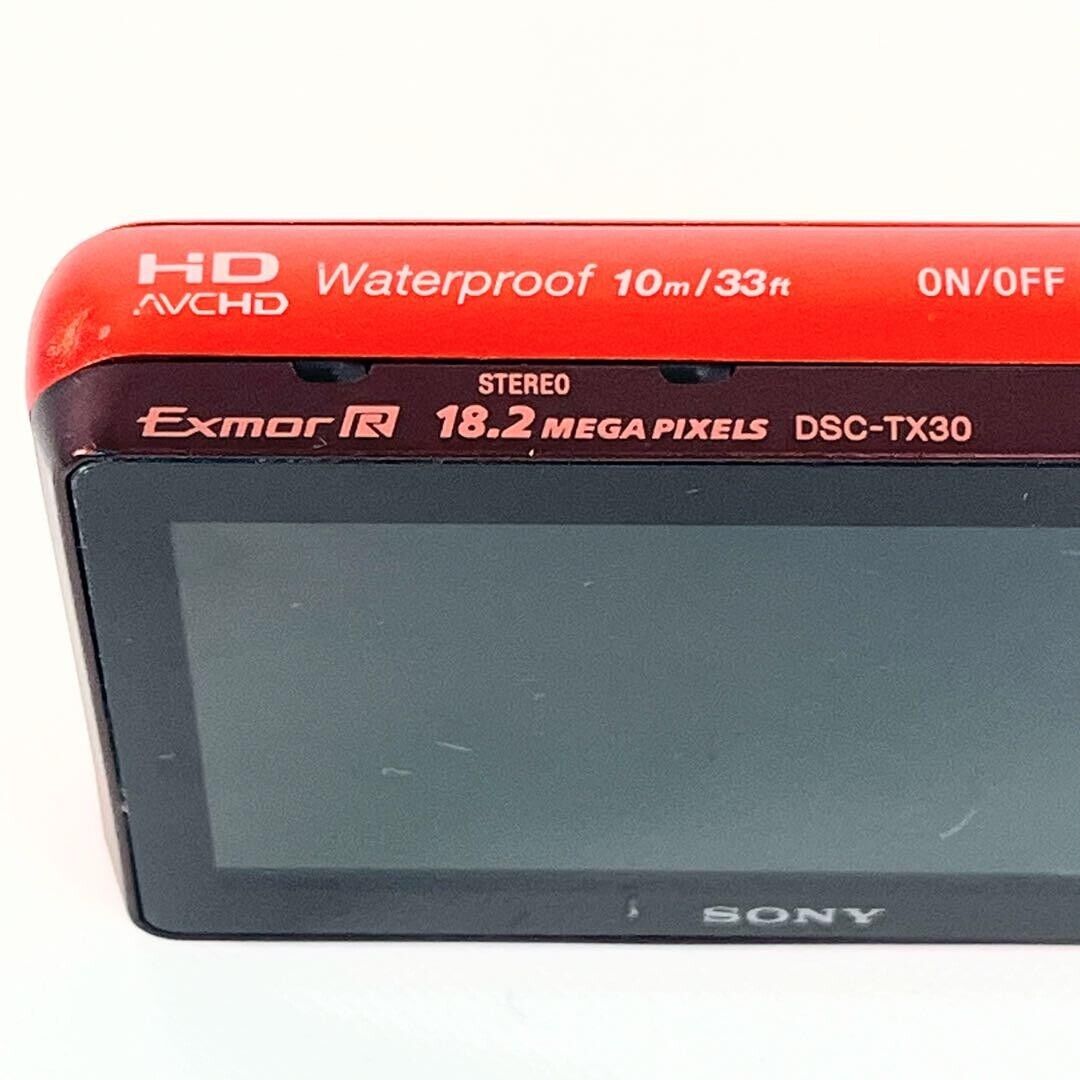 HD Waterproof 10m/33ft ON/OFF
AVCHD
STEREO
Exmor R 18.2 MEGA PIXELS DSC-TX30
SONY